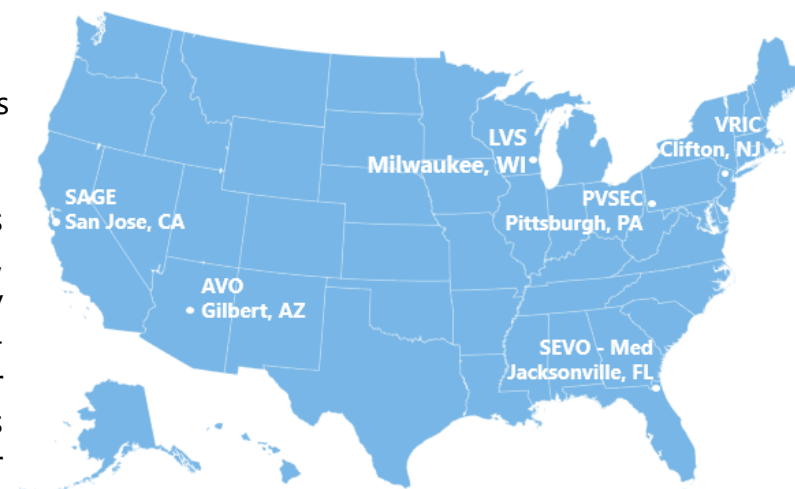 LVS
Milwaukee, WI
VRIC
Clifton, NJ
SAGE
San Jose, CA
PVSEC
Pittsburgh, PA
AVO
Gilbert, AZ
SEVO - Med
Jacksonville, FL